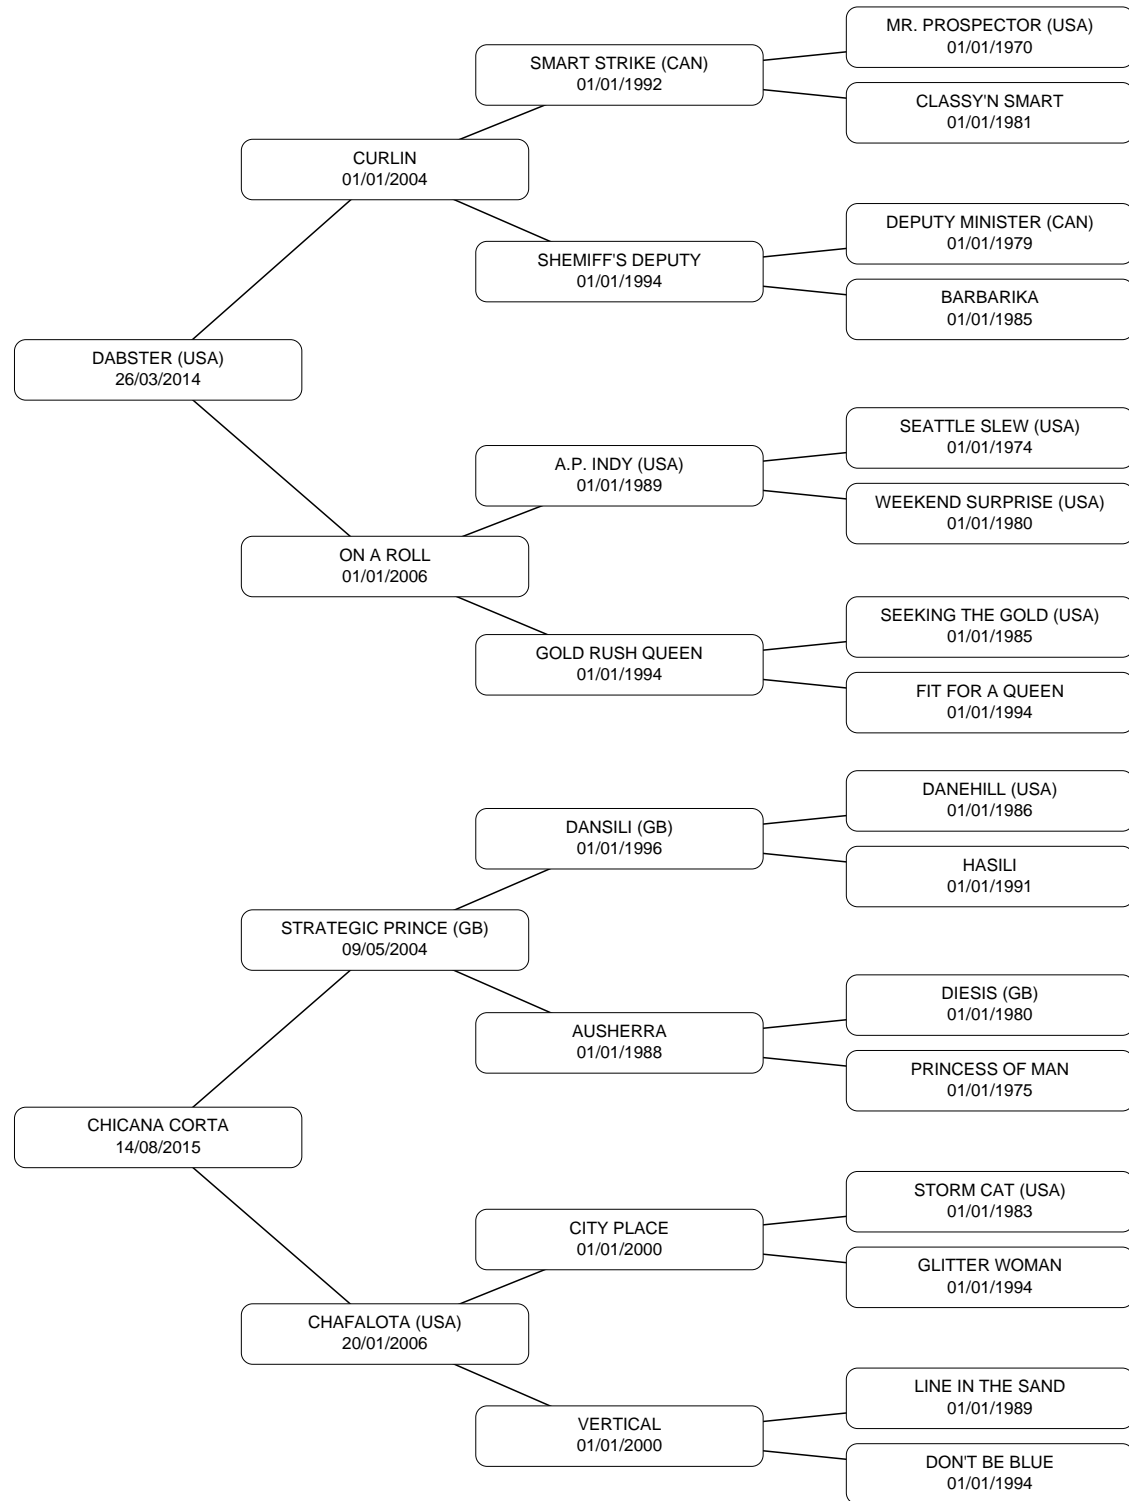 MR. PROSPECTOR (USA)
01/01/1970
SMART STRIKE (CAN)
01/01/1992
CLASSY'N SMART
01/01/1981
CURLIN
01/01/2004
DEPUTY MINISTER (CAN)
01/01/1979
SHEMIFF'S DEPUTY
01/01/1994
BARBARIKA
01/01/1985
DABSTER (USA)
26/03/2014
SEATTLE SLEW (USA)
01/01/1974
A.P. INDY (USA)
01/01/1989
WEEKEND SURPRISE (USA)
01/01/1980
ON A ROLL
01/01/2006
SEEKING THE GOLD (USA)
01/01/1985
GOLD RUSH QUEEN
01/01/1994
FIT FOR A QUEEN
01/01/1994
DANEHILL (USA)
01/01/1986
DANSILI (GB)
01/01/1996
HASILI
01/01/1991
STRATEGIC PRINCE (GB)
09/05/2004
DIESIS (GB)
01/01/1980
AUSHERRA
01/01/1988
PRINCESS OF MAN
01/01/1975
CHICANA CORTA
14/08/2015
STORM CAT (USA)
01/01/1983
CITY PLACE
01/01/2000
GLITTER WOMAN
01/01/1994
CHAFALOTA (USA)
20/01/2006
LINE IN THE SAND
01/01/1989
VERTICAL
01/01/2000
DON'T BE BLUE
01/01/1994